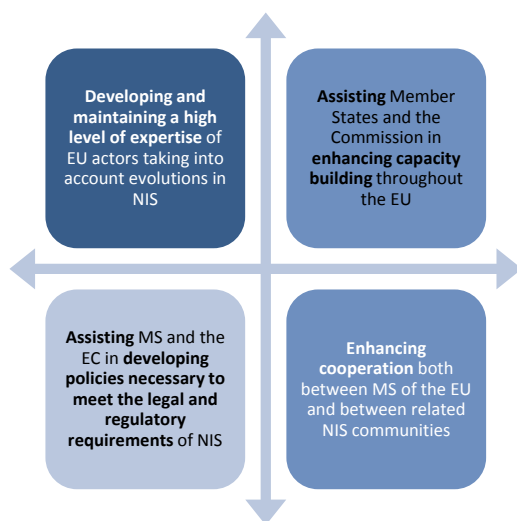 Developing and
maintaining a high
level of expertise of
EU actors taking into
account evolutions in
NIS
Assisting Member
States and the
Commission in
enhancing capacity
building throughout
the EU
Assisting MS and the
EC in developing
policies necessary to
meet the legal and
regulatory
requirements of NIS
Enhancing
cooperation both
between MS of the EU
and between related
NIS communities